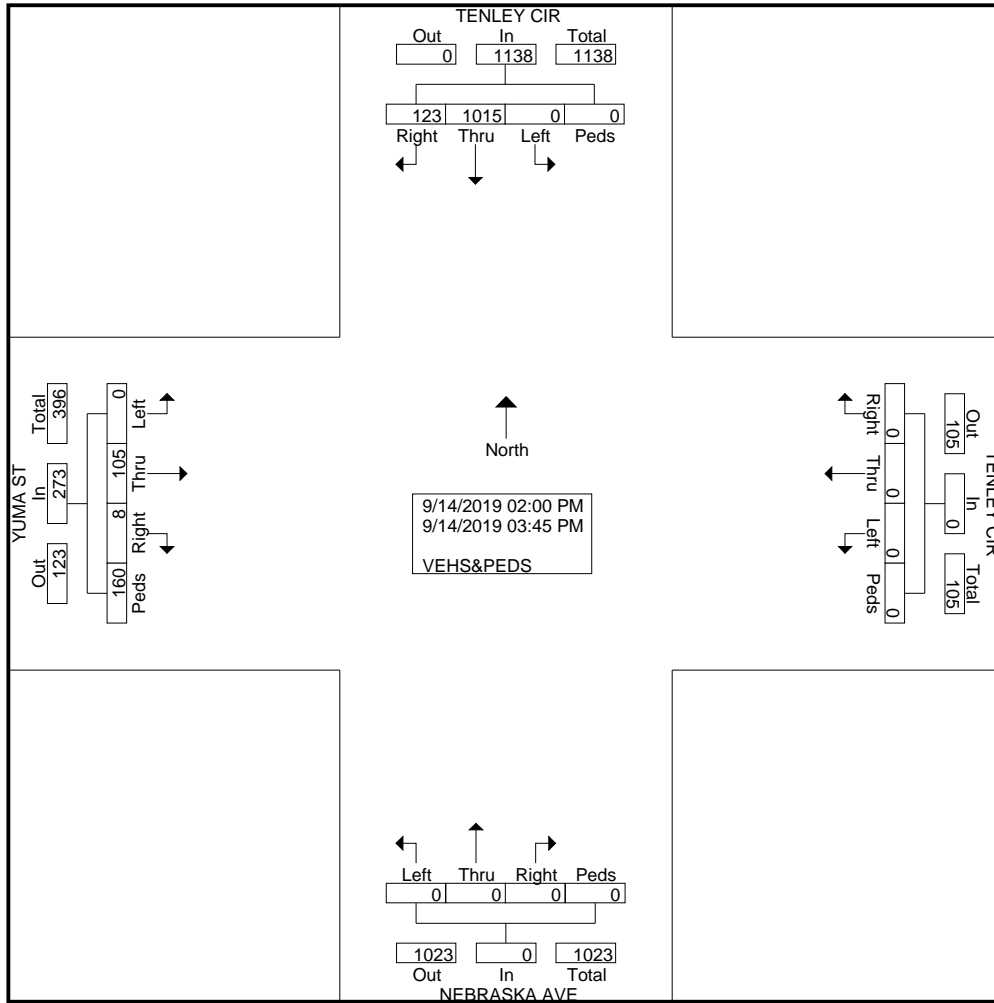 TENLEY CIR
Out In Total
0 1138 1138
123 1015 0 0
Right Thru Left Peds
YUMA ST
Total In Out
396 273 123
0 105 8 160
Left Thru Right Peds
North
9/14/2019 02:00 PM
9/14/2019 03:45 PM
VEHS&PEDS
Right Thru Left Peds
0 0 0 0
Out In Total
105 0 105
TENLEY CIR
Left Thru Right Peds
0 0 0 0
1023 0 1023
Out In Total
NEBRASKA AVE